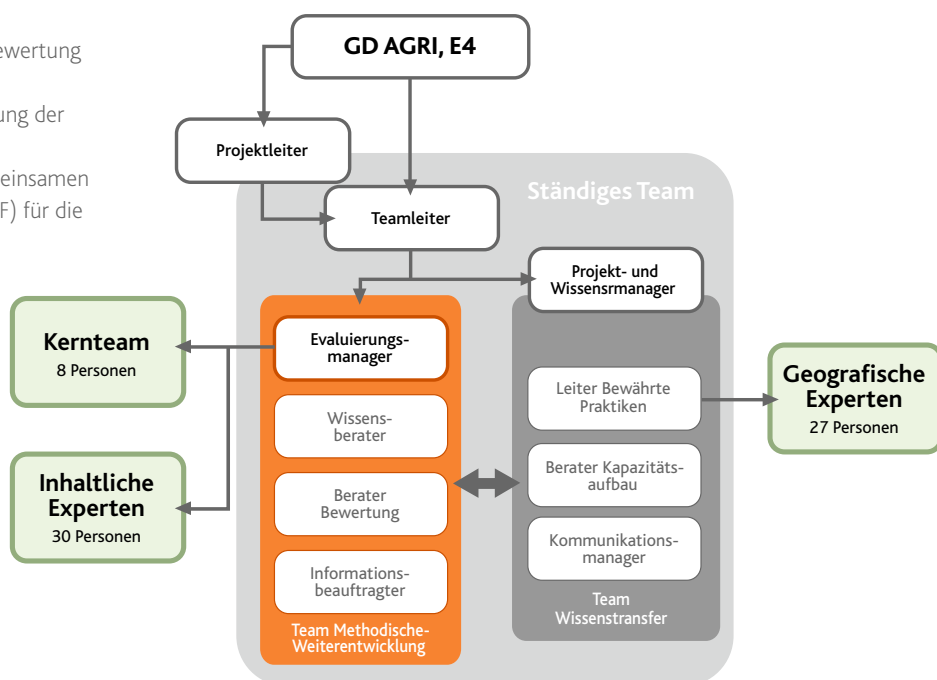 ewertung
ung der
einsamen
F) für die
GD AGRI, E4
Projektleiter
Ständiges Team
Teamleiter
Projekt- und
Wissensrmanager
Kernteam
8 Personen
Evaluierungs-
manager
Geografische
Experten
27 Personen
Leiter Bewährte
Praktiken
Wissens-
berater
Inhaltliche
Experten
30 Personen
Berater Kapazitäts-
aufbau
Berater
Bewertung
Kommunikations-
manager
Informations-
beauftragter
Team
Wissenstransfer
Team Methodische-
Weiterentwicklung